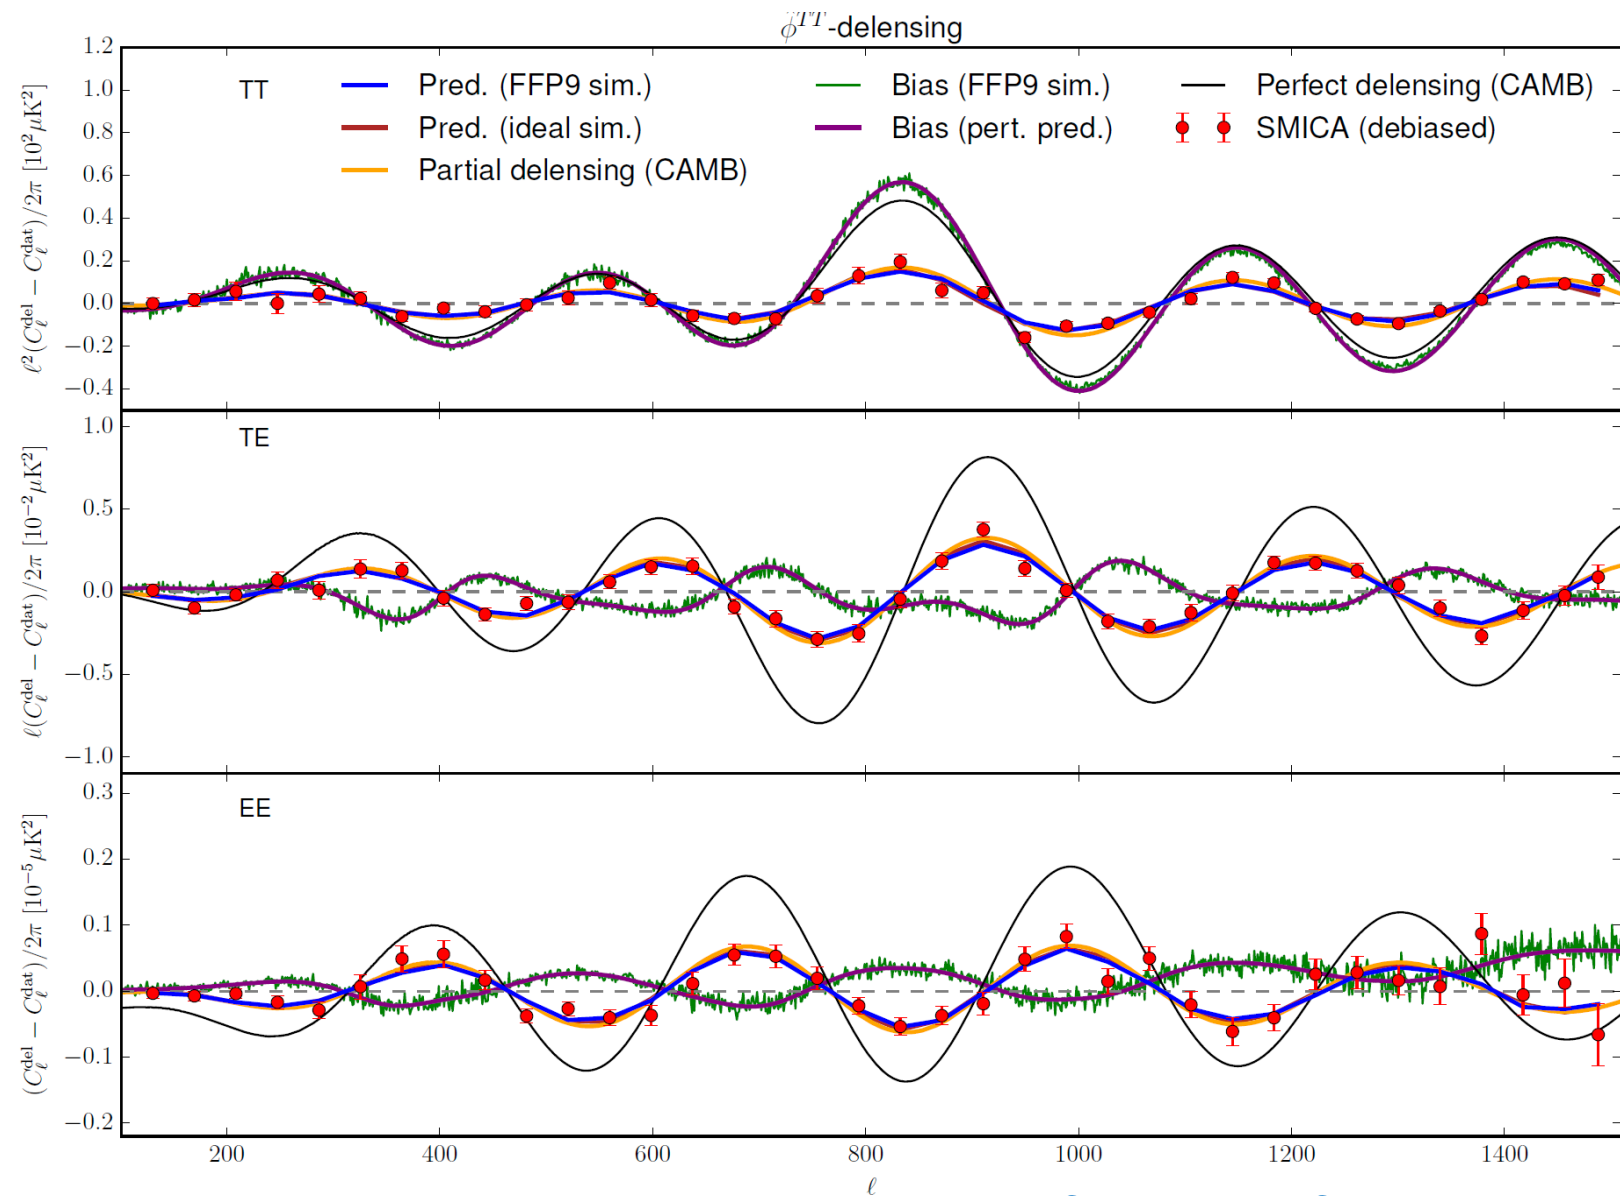 ϕ̂^{TT}-delensing
TT
Pred. (FFP9 sim.)
Pred. (ideal sim.)
Partial delensing (CAMB)
Bias (FFP9 sim.)
Bias (pert. pred.)
Perfect delensing (CAMB)
SMICA (debiased)
ℓ²(C_ℓ^{del} − C_ℓ^{dat})/2π [10²μK²]
1.2
1.0
0.8
0.6
0.4
0.2
0.0
−0.2
−0.4
TE
ℓ(C_ℓ^{del} − C_ℓ^{dat})/2π [10⁻²μK²]
1.0
0.5
0.0
−0.5
−1.0
EE
(C_ℓ^{del} − C_ℓ^{dat})/2π [10⁻⁵μK²]
0.3
0.2
0.1
0.0
−0.1
−0.2
200 400 600 800 1000 1200 1400
ℓ